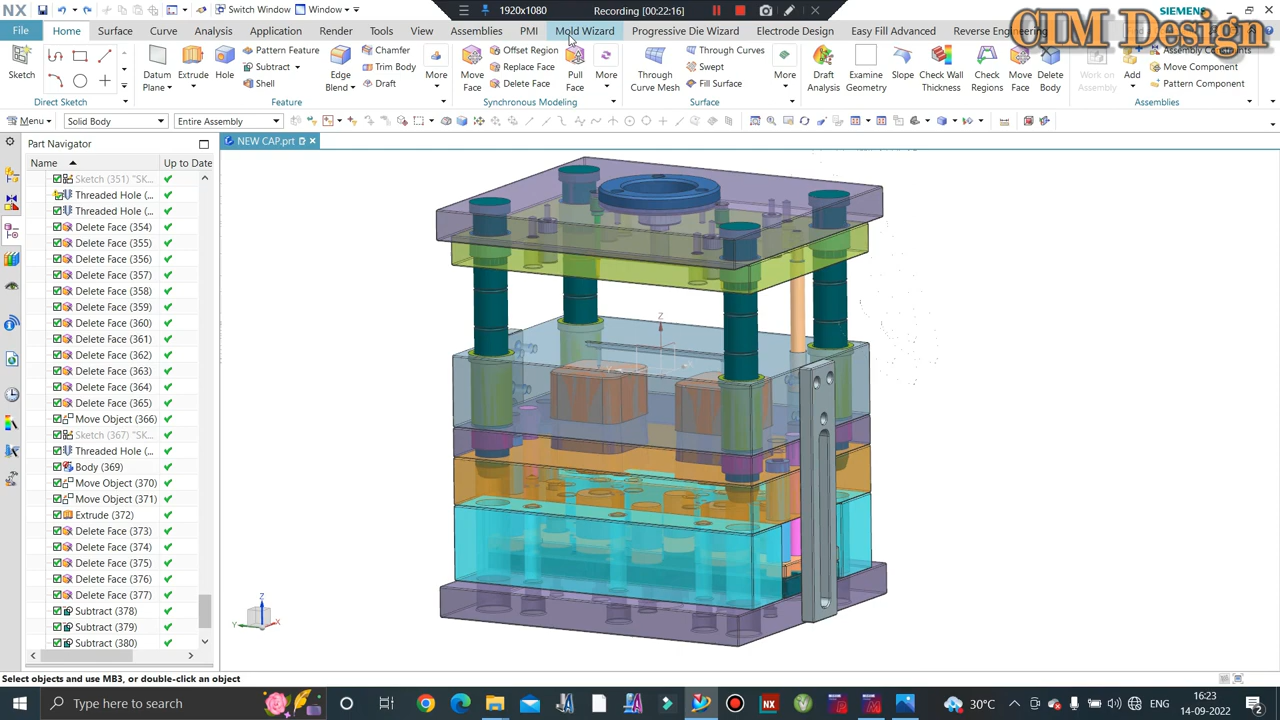 NX Switch Window Window
1920x1080 Recording [00:22:16]
SIEMENS
CIM Design
File Home Surface Curve Analysis Application Render Tools View Assemblies PMI Mold Wizard Progressive Die Wizard Electrode Design Easy Fill Advanced Reverse Engineering
Pattern Feature Chamfer Offset Region Through Curves
Subtract Trim Body Replace Face Swept Move Component
Shell Draft Delete Face Fill Surface Pattern Component
Sketch Datum Plane Extrude Hole Edge Blend More Move Face Pull Face More Through Curve Mesh More Draft Analysis Examine Geometry Slope Check Wall Thickness Check Regions Move Face Delete Body Work on Assembly Add
Direct Sketch Feature Synchronous Modeling Surface Assemblies
Menu Solid Body Entire Assembly
Part Navigator
NEW CAP.prt
Name Up to Date
Sketch (351) "SK...
Threaded Hole (...
Threaded Hole (...
Delete Face (354)
Delete Face (355)
Delete Face (356)
Delete Face (357)
Delete Face (358)
Delete Face (359)
Delete Face (360)
Delete Face (361)
Delete Face (362)
Delete Face (363)
Delete Face (364)
Delete Face (365)
Move Object (366)
Sketch (367) "SK...
Threaded Hole (...
Body (369)
Move Object (370)
Move Object (371)
Extrude (372)
Delete Face (373)
Delete Face (374)
Delete Face (375)
Delete Face (376)
Delete Face (377)
Subtract (378)
Subtract (379)
Subtract (380)
Z
Z
Y X
Select objects and use MB3, or double-click an object
Type here to search
30°C ENG 16:23
14-09-2022